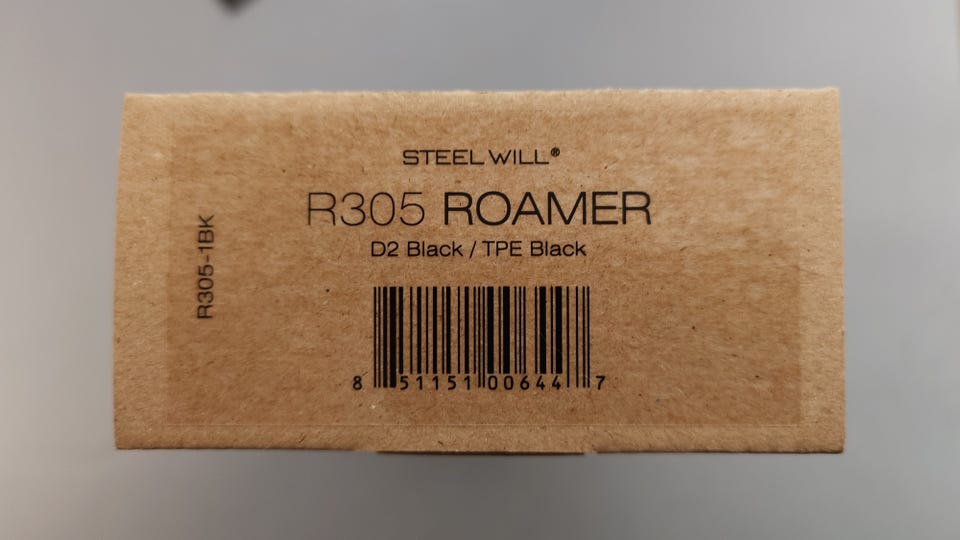 STEEL WILL®
R305 ROAMER
D2 Black / TPE Black
R305-1BK
8 51151 00644 7